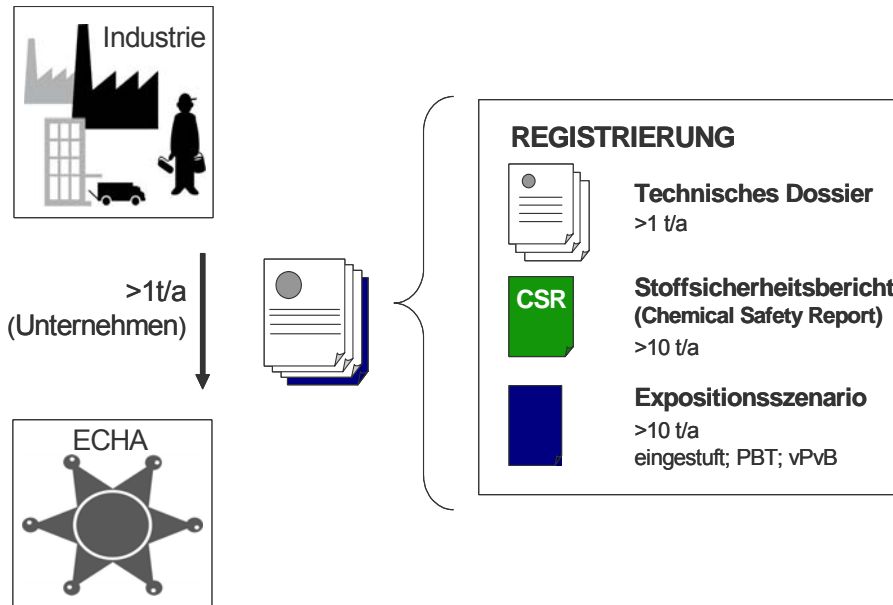 Industrie
>1t/a
(Unternehmen)
ECHA
REGISTRIERUNG
Technisches Dossier
>1 t/a
CSR
Stoffsicherheitsbericht
(Chemical Safety Report)
>10 t/a
Expositionsszenario
>10 t/a
eingestuft; PBT; vPvB